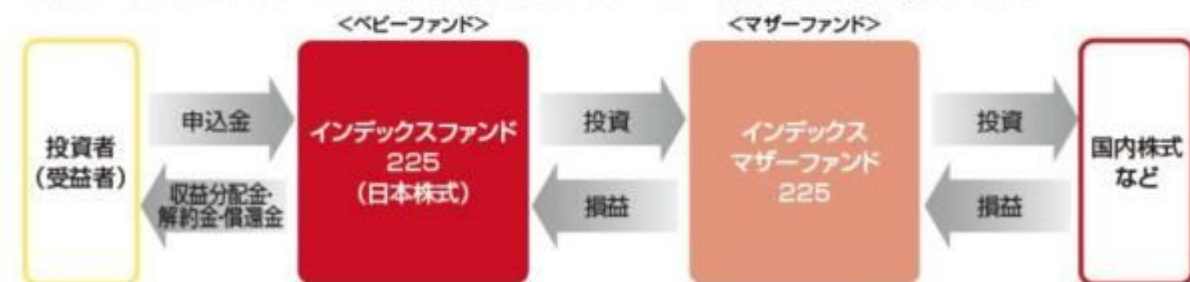 <ベビーファンド>
<マザーファンド>
投資者
(受益者)
申込金
収益分配金・
解約金・償還金
インデックスファンド
225
(日本株式)
投資
損益
インデックス
マザーファンド
225
投資
損益
国内株式
など